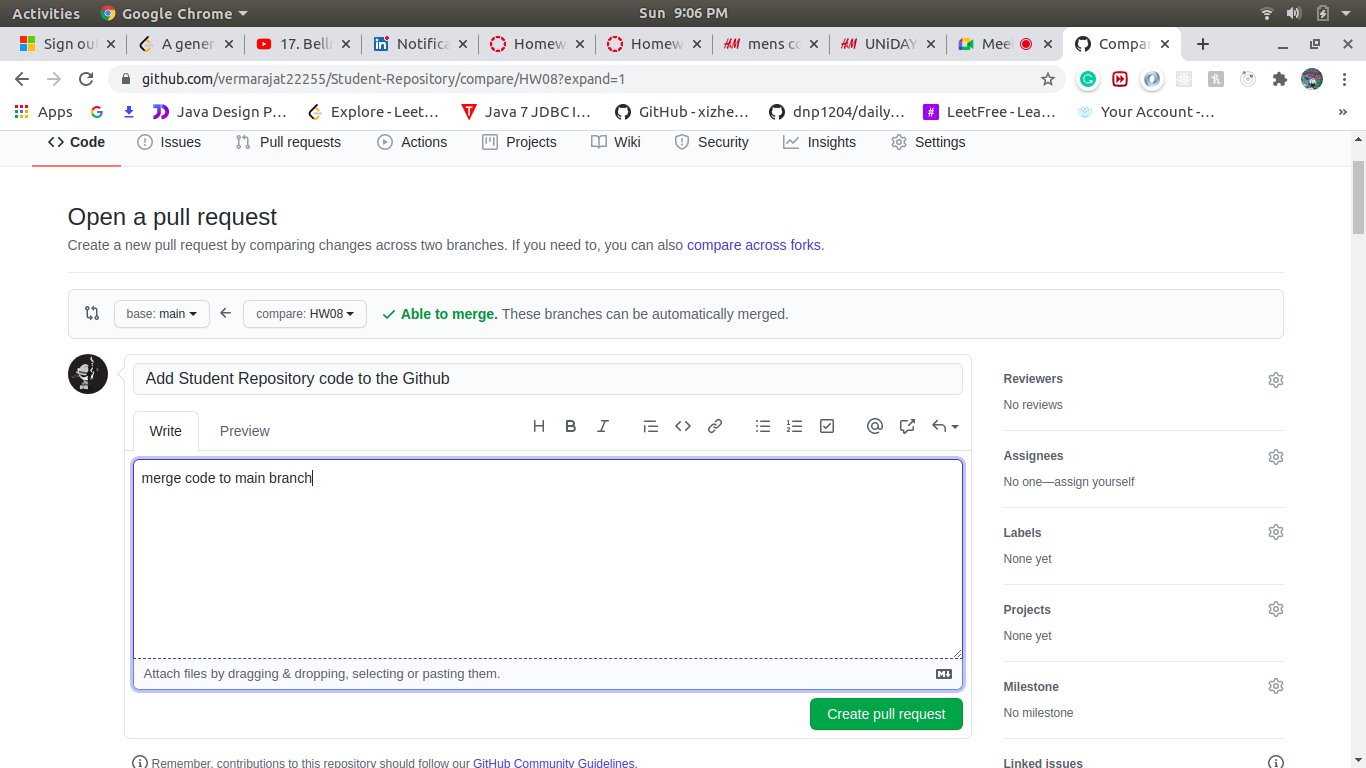 Activities Google Chrome Sun 9:06 PM
Sign ou A gener 17. Bell Notifica Homew Homew mens co UNiDAY Mee Compar
github.com/vermarajat22255/Student-Repository/compare/HW08?expand=1
Apps Java Design P… Explore - Leet… Java 7 JDBC I… GitHub - xizhe… dnp1204/daily… LeetFree - Lea… Your Account -… »
Code Issues Pull requests Actions Projects Wiki Security Insights Settings
Open a pull request
Create a new pull request by comparing changes across two branches. If you need to, you can also compare across forks.
base: main compare: HW08 Able to merge. These branches can be automatically merged.
Add Student Repository code to the Github
Write Preview
merge code to main branch
Attach files by dragging & dropping, selecting or pasting them.
Create pull request
Remember, contributions to this repository should follow our GitHub Community Guidelines.
Reviewers
No reviews
Assignees
No one—assign yourself
Labels
None yet
Projects
None yet
Milestone
No milestone
Linked issues